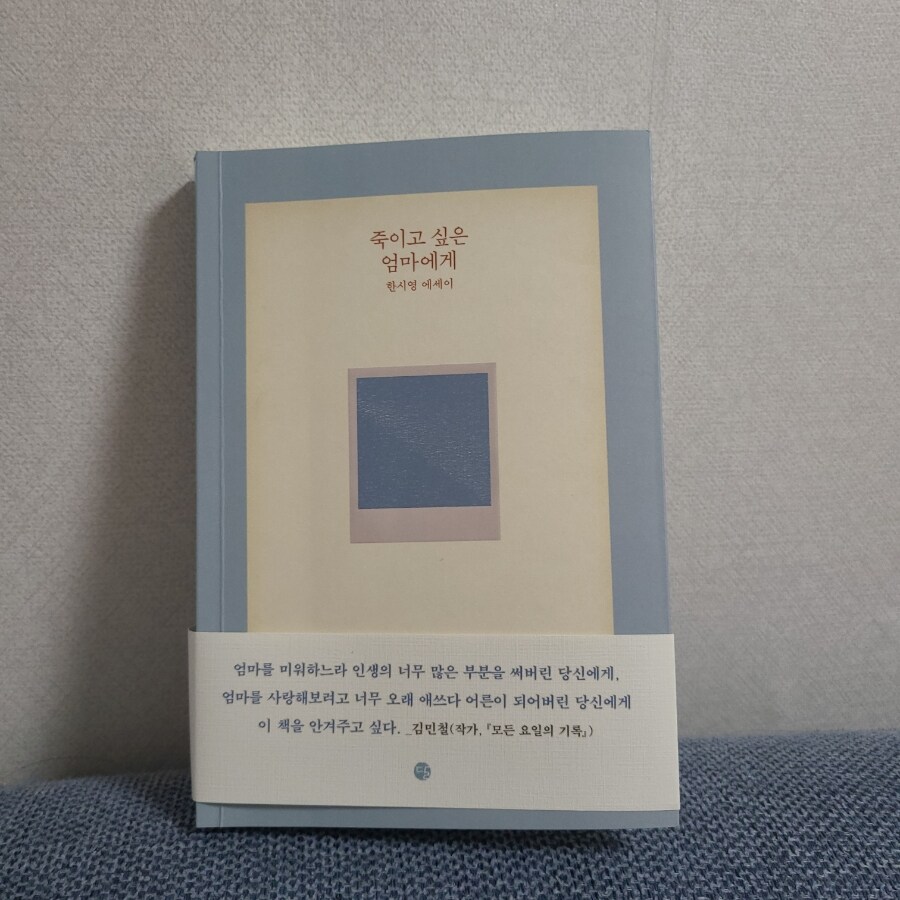 죽이고 싶은
엄마에게
한시영 에세이
엄마를 미워하느라 인생의 너무 많은 부분을 써버린 당신에게,
엄마를 사랑해보려고 너무 오래 애쓰다 어른이 되어버린 당신에게
이 책을 안겨주고 싶다. _김민철(작가, 『모든 요일의 기록』)
달